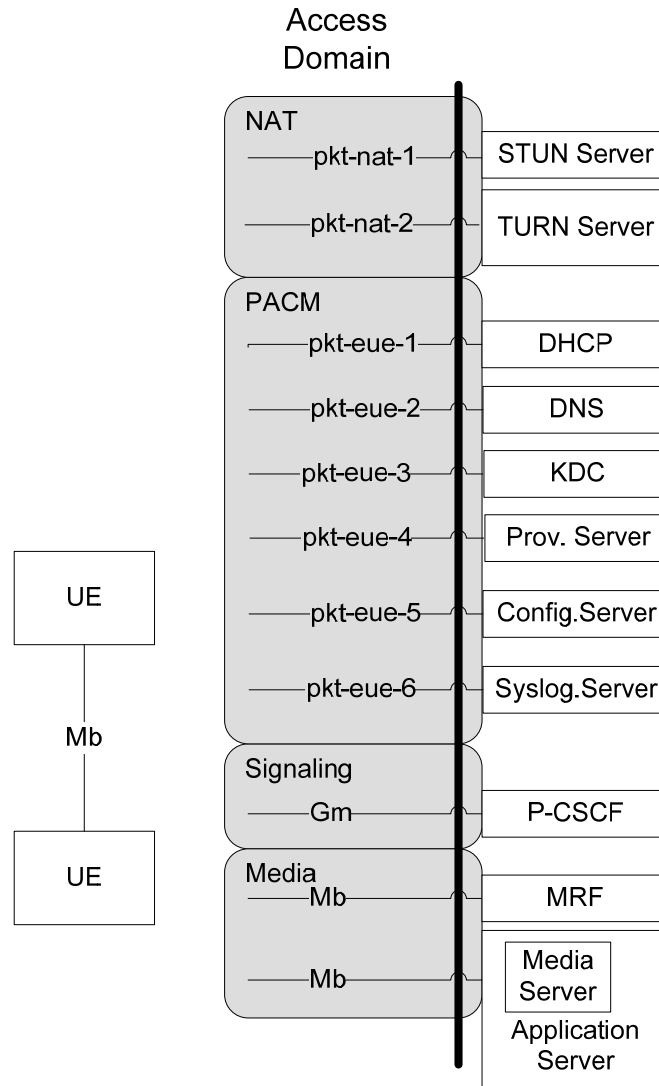 Access
Domain
NAT
pkt-nat-1
STUN Server
pkt-nat-2
TURN Server
PACM
pkt-eue-1
DHCP
pkt-eue-2
DNS
pkt-eue-3
KDC
pkt-eue-4
Prov. Server
UE
pkt-eue-5
Config.Server
pkt-eue-6
Syslog.Server
Mb
Signaling
Gm
P-CSCF
UE
Media
Mb
MRF
Mb
Media
Server
Application
Server